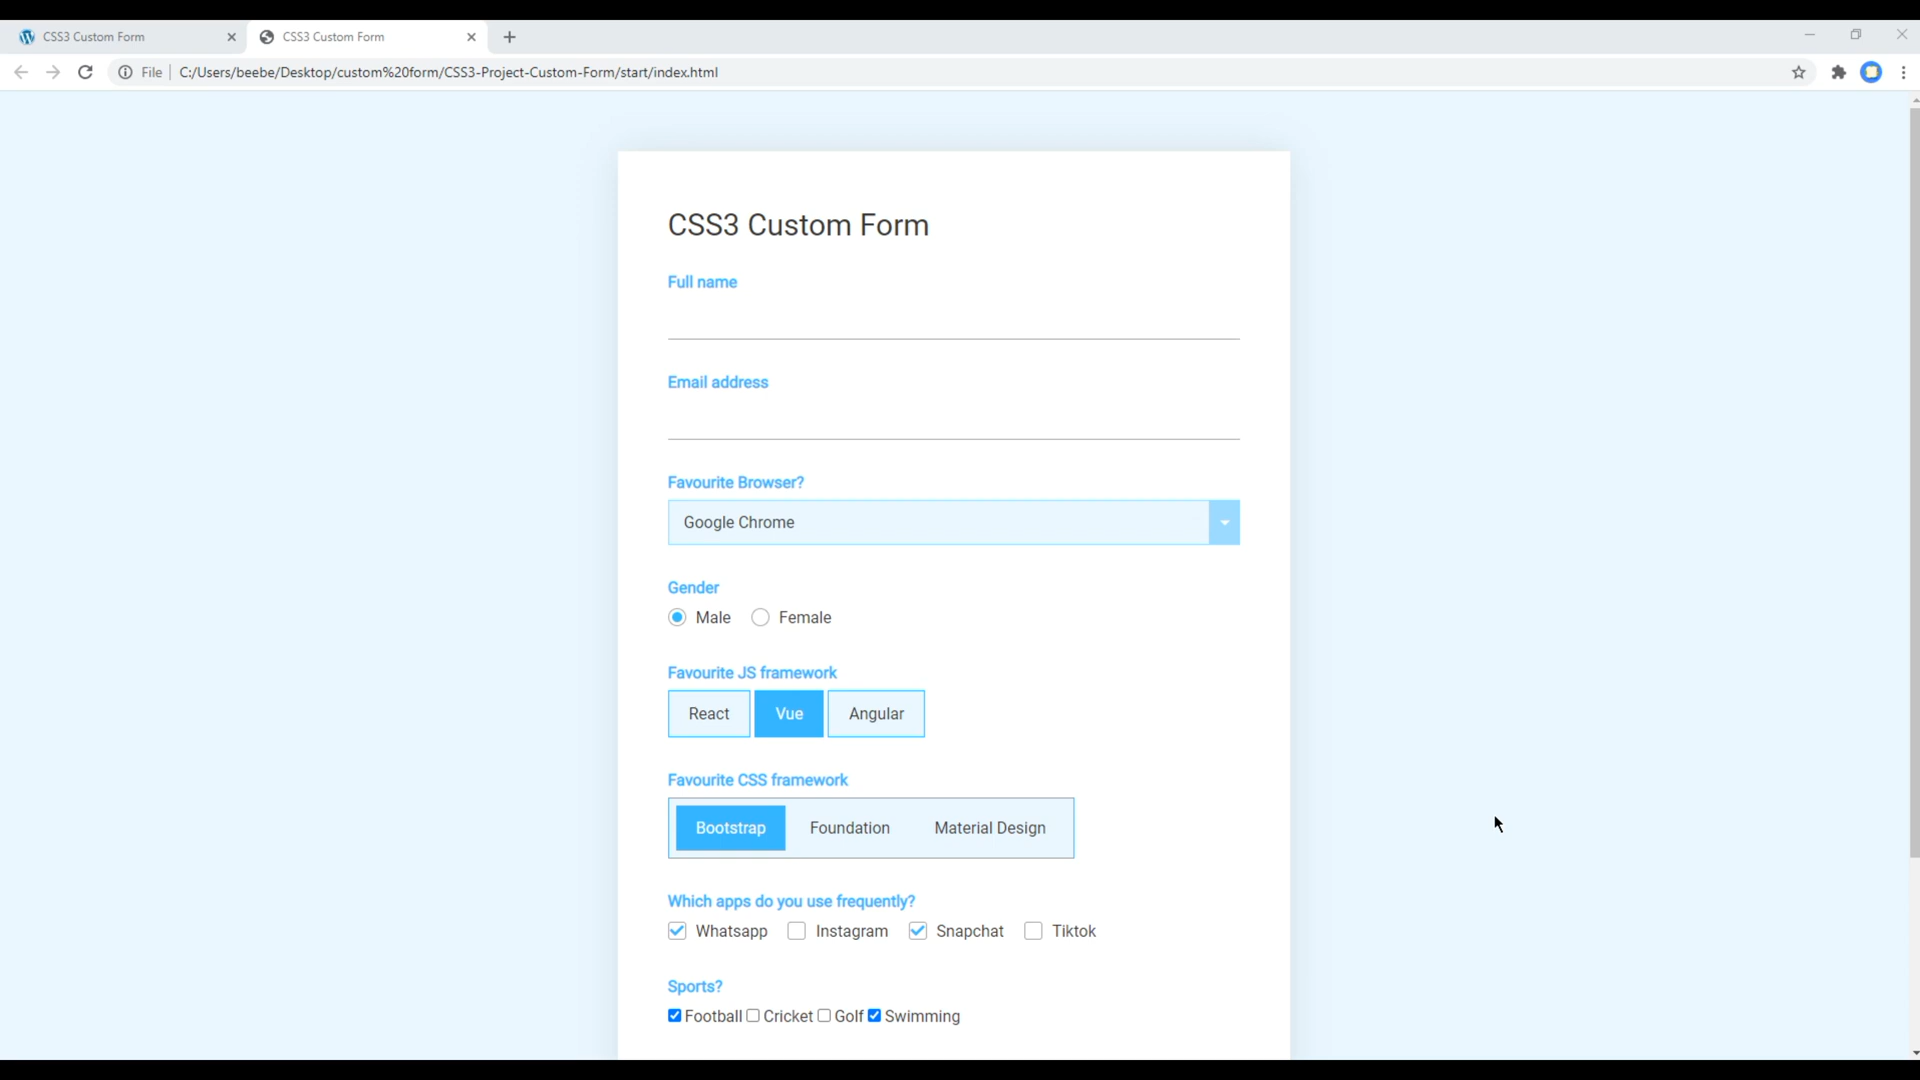 CSS3 Custom Form
CSS3 Custom Form
File
C:/Users/beebe/Desktop/custom%20form/CSS3-Project-Custom-Form/start/index.html
CSS3 Custom Form
Full name
Email address
Favourite Browser?
Google Chrome
Gender
Male Female
Favourite JS framework
React Vue Angular
Favourite CSS framework
Bootstrap Foundation Material Design
Which apps do you use frequently?
Whatsapp Instagram Snapchat Tiktok
Sports?
Football Cricket Golf Swimming